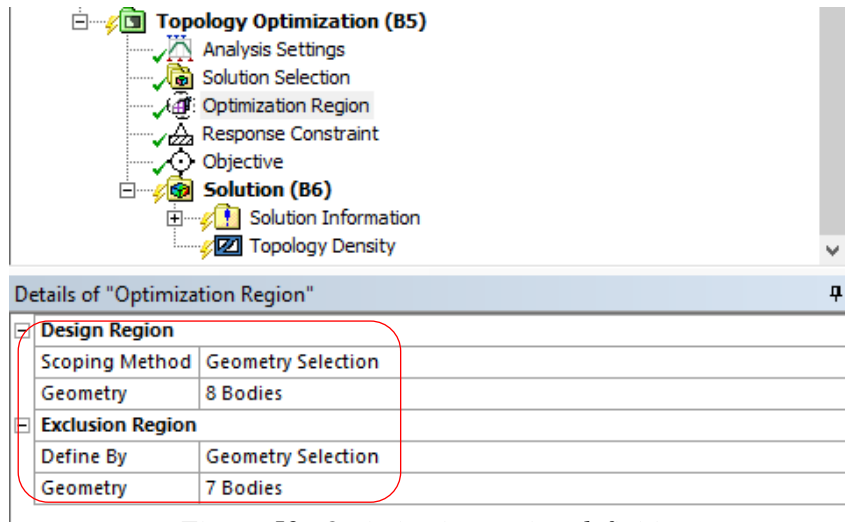 Topology Optimization (B5)
Analysis Settings
Solution Selection
Optimization Region
Response Constraint
Objective
Solution (B6)
Solution Information
Topology Density
Details of "Optimization Region"
Design Region
Scoping Method Geometry Selection
Geometry 8 Bodies
Exclusion Region
Define By Geometry Selection
Geometry 7 Bodies